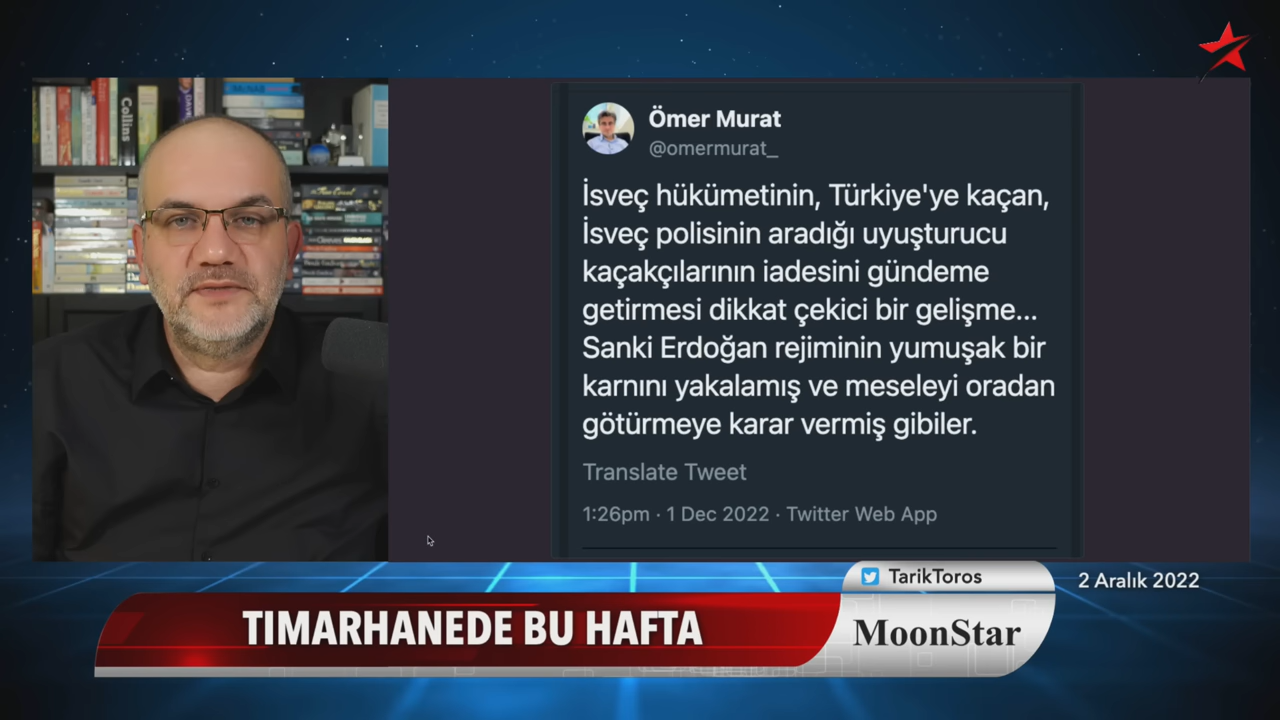 Collins
Ömer Murat
@omermurat_
İsveç hükümetinin, Türkiye'ye kaçan,
İsveç polisinin aradığı uyuşturucu
kaçakçılarının iadesini gündeme
getirmesi dikkat çekici bir gelişme...
Sanki Erdoğan rejiminin yumuşak bir
karnını yakalamış ve meseleyi oradan
götürmeye karar vermiş gibiler.
Translate Tweet
1:26pm · 1 Dec 2022 · Twitter Web App
TarikToros
2 Aralık 2022
TIMARHANEDE BU HAFTA
MoonStar